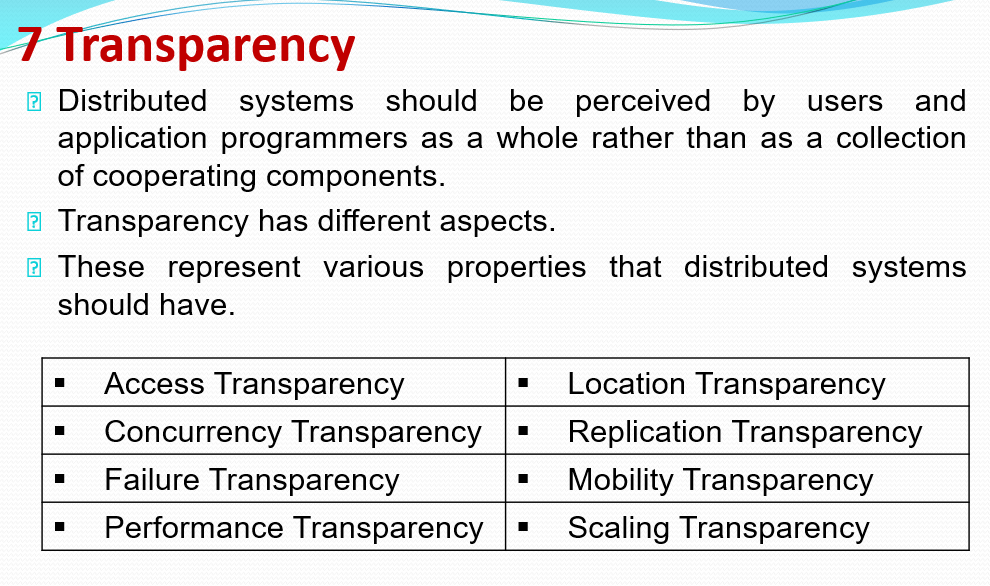 7 Transparency
Distributed systems should be perceived by users and
application programmers as a whole rather than as a collection
of cooperating components.
Transparency has different aspects.
These represent various properties that distributed systems
should have.
▪ Access Transparency ▪ Location Transparency
▪ Concurrency Transparency ▪ Replication Transparency
▪ Failure Transparency ▪ Mobility Transparency
▪ Performance Transparency ▪ Scaling Transparency